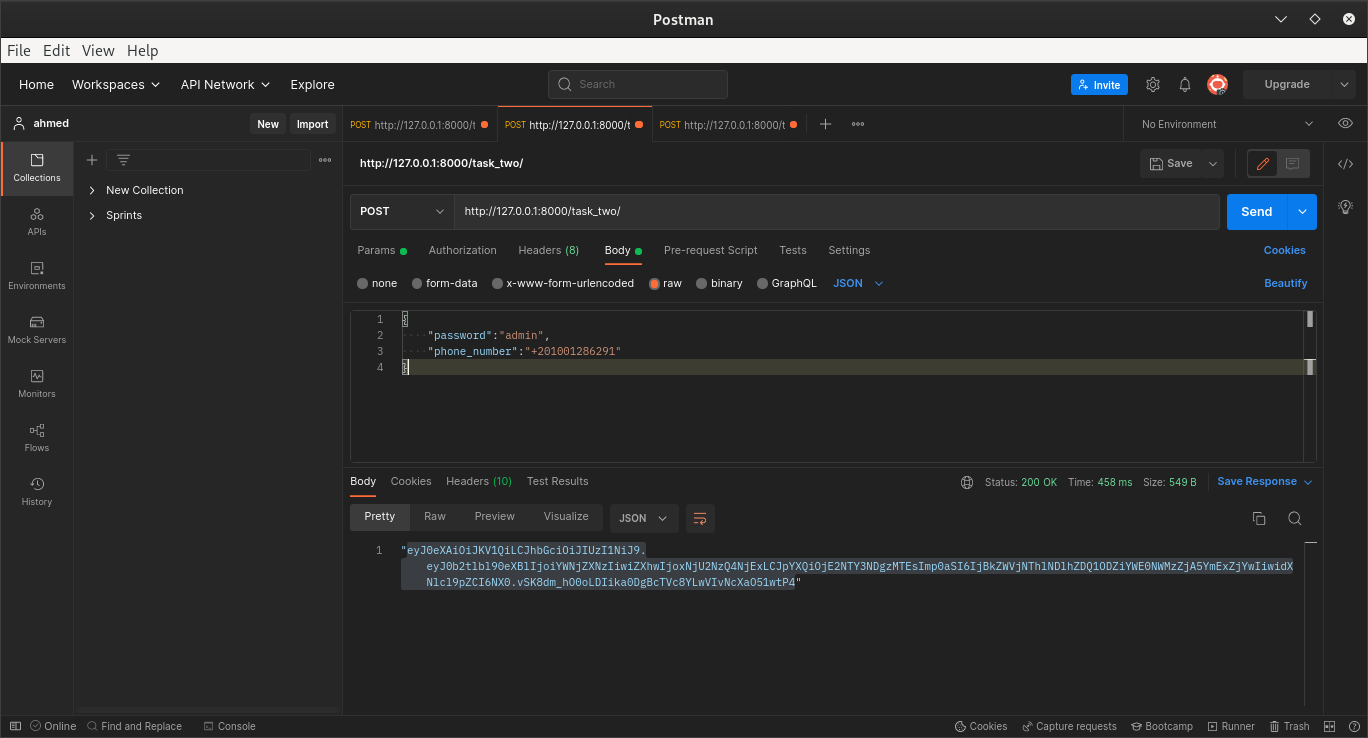 Postman
File Edit View Help
Home Workspaces API Network Explore Search Invite Upgrade
ahmed New Import
POST http://127.0.0.1:8000/t POST http://127.0.0.1:8000/t POST http://127.0.0.1:8000/t No Environment
Collections
APIs
Environments
Mock Servers
Monitors
Flows
History
New Collection
Sprints
http://127.0.0.1:8000/task_two/ Save
POST http://127.0.0.1:8000/task_two/ Send
Params Authorization Headers (8) Body Pre-request Script Tests Settings Cookies
none form-data x-www-form-urlencoded raw binary GraphQL JSON Beautify
1 {
2 "password":"admin",
3 "phone_number":"+201001286291"
4 }
Body Cookies Headers (10) Test Results Status: 200 OK Time: 458 ms Size: 549 B Save Response
Pretty Raw Preview Visualize JSON
1 "eyJ0eXAiOiJKV1QiLCJhbGciOiJIUzI1NiJ9.
eyJ0b2tlbl90eXBlIjoiYWNjZXNzIiwiZXhwIjoxNjU2NzQ4NjExLCJpYXQiOjE2NTY3NDgzMTEsImp0aSI6IjBkZWVjNThlNDlhZDQ1ODZiYWE0NWMzZjA5YmExZjYwIiwidX
Nlcl9pZCI6NX0.vSK8dm_hO0oLDIika0DgBcTVc8YLwVIvNcXaO51wtP4"
Online Find and Replace Console Cookies Capture requests Bootcamp Runner Trash